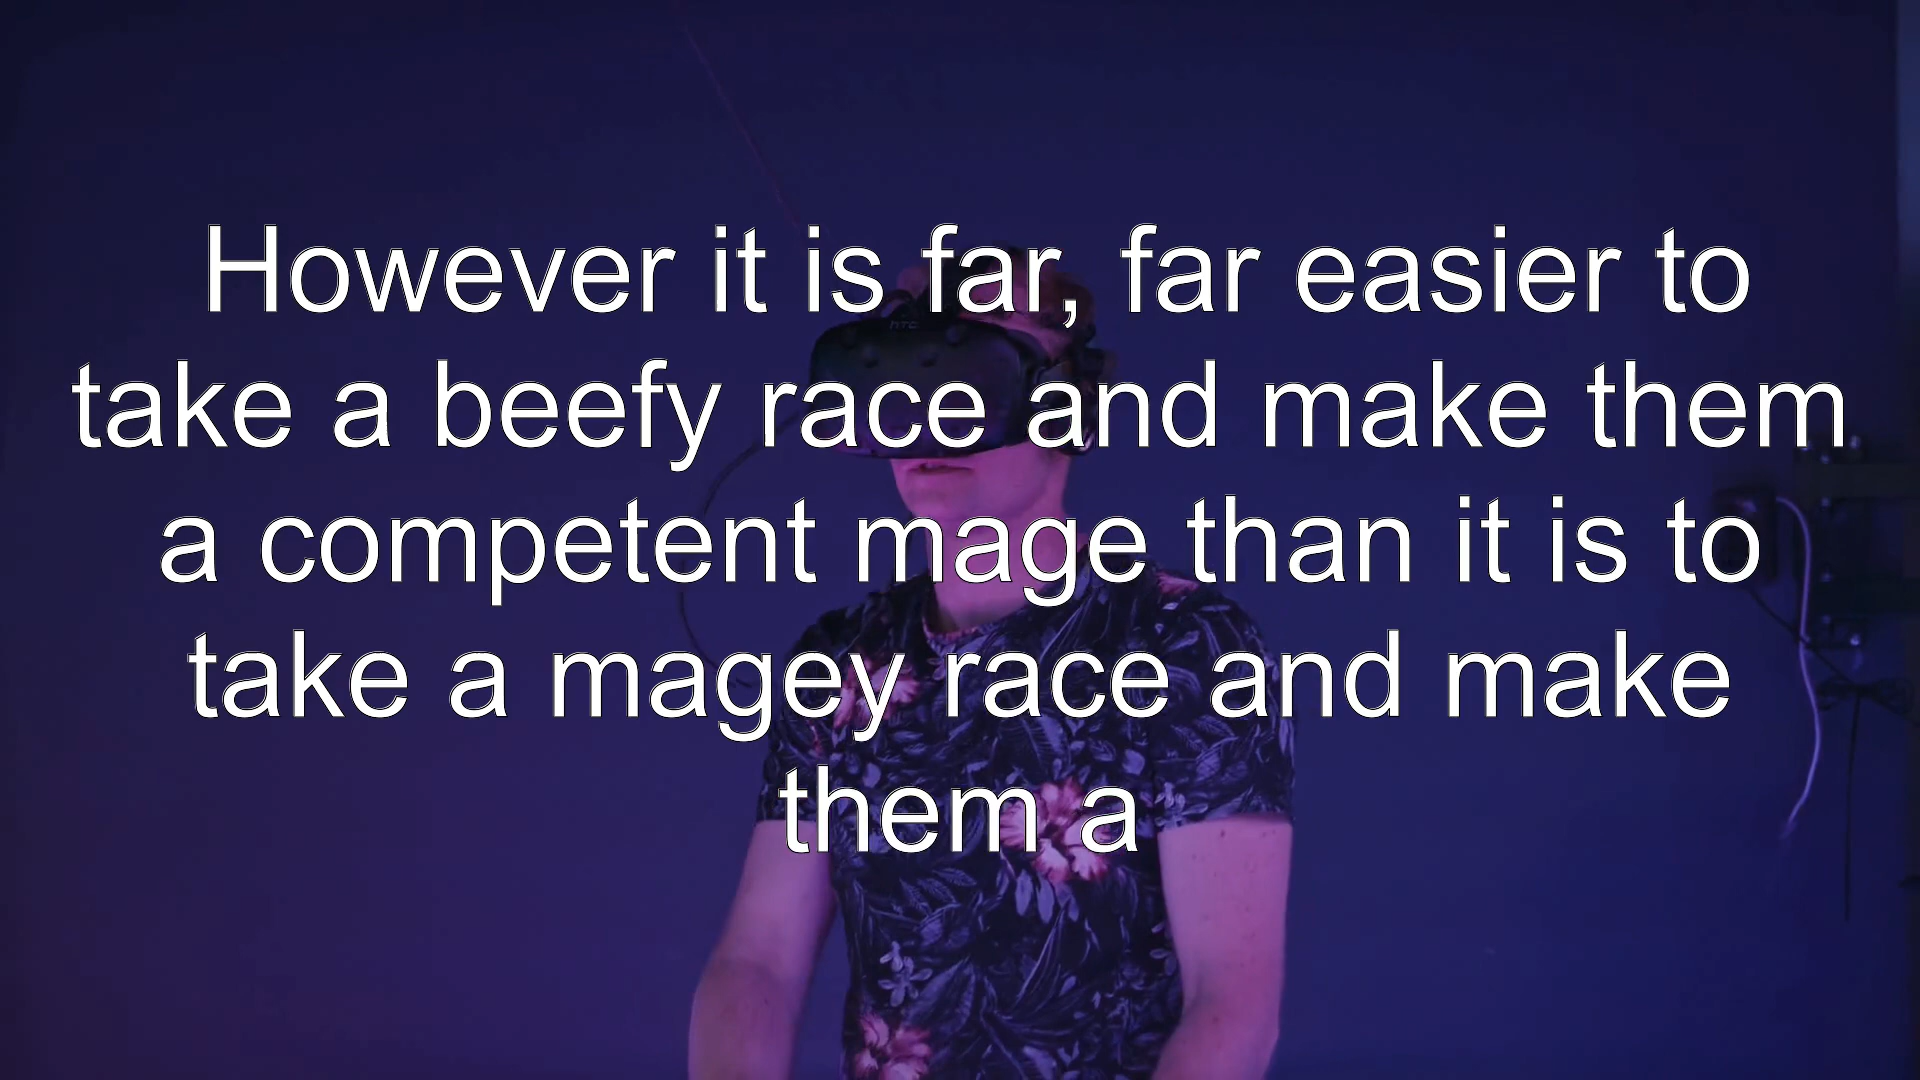 However it is far, far easier to
take a beefy race and make them
a competent mage than it is to
take a magey race and make
them a
hTC